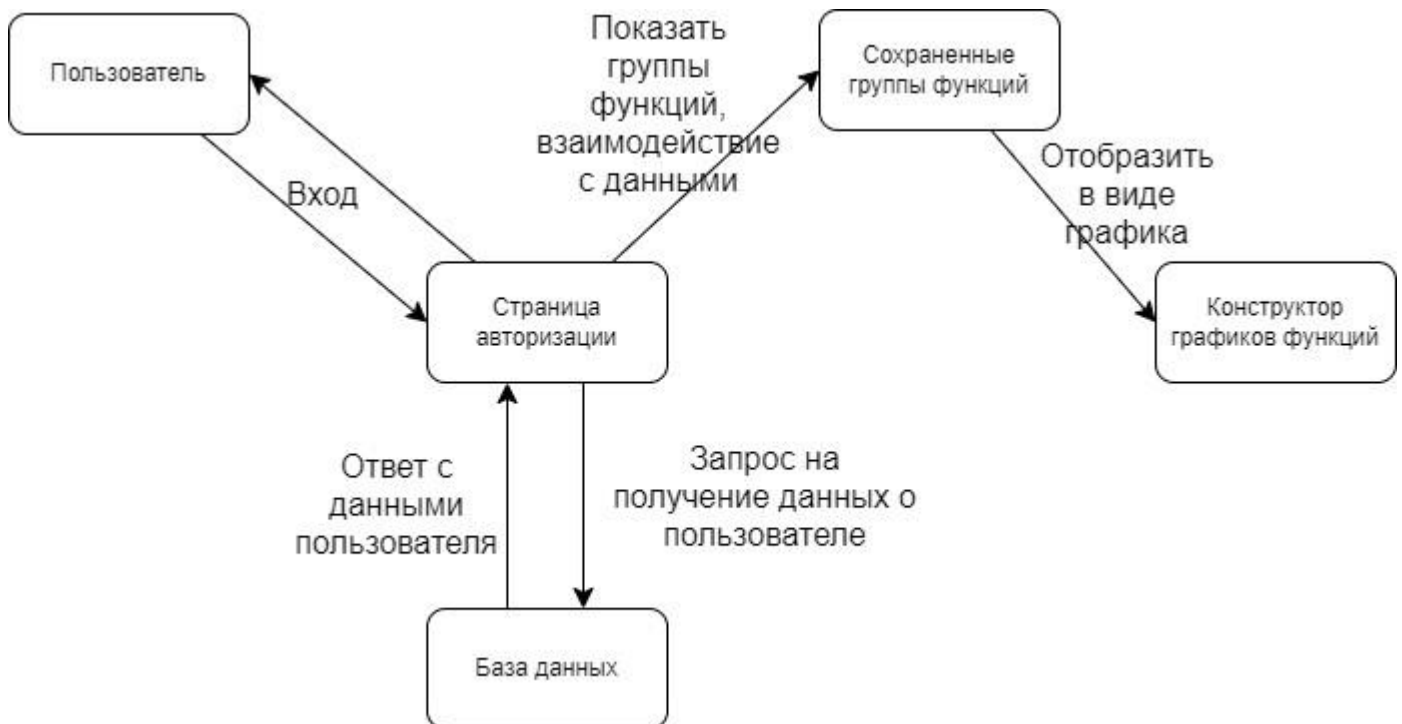 Пользователь
Показать
группы
функций,
взаимодействие
с данными
Сохраненные
группы функций
Вход
Отобразить
в виде
графика
Страница
авторизации
Конструктор
графиков функций
Ответ с
данными
пользователя
Запрос на
получение данных о
пользователе
База данных